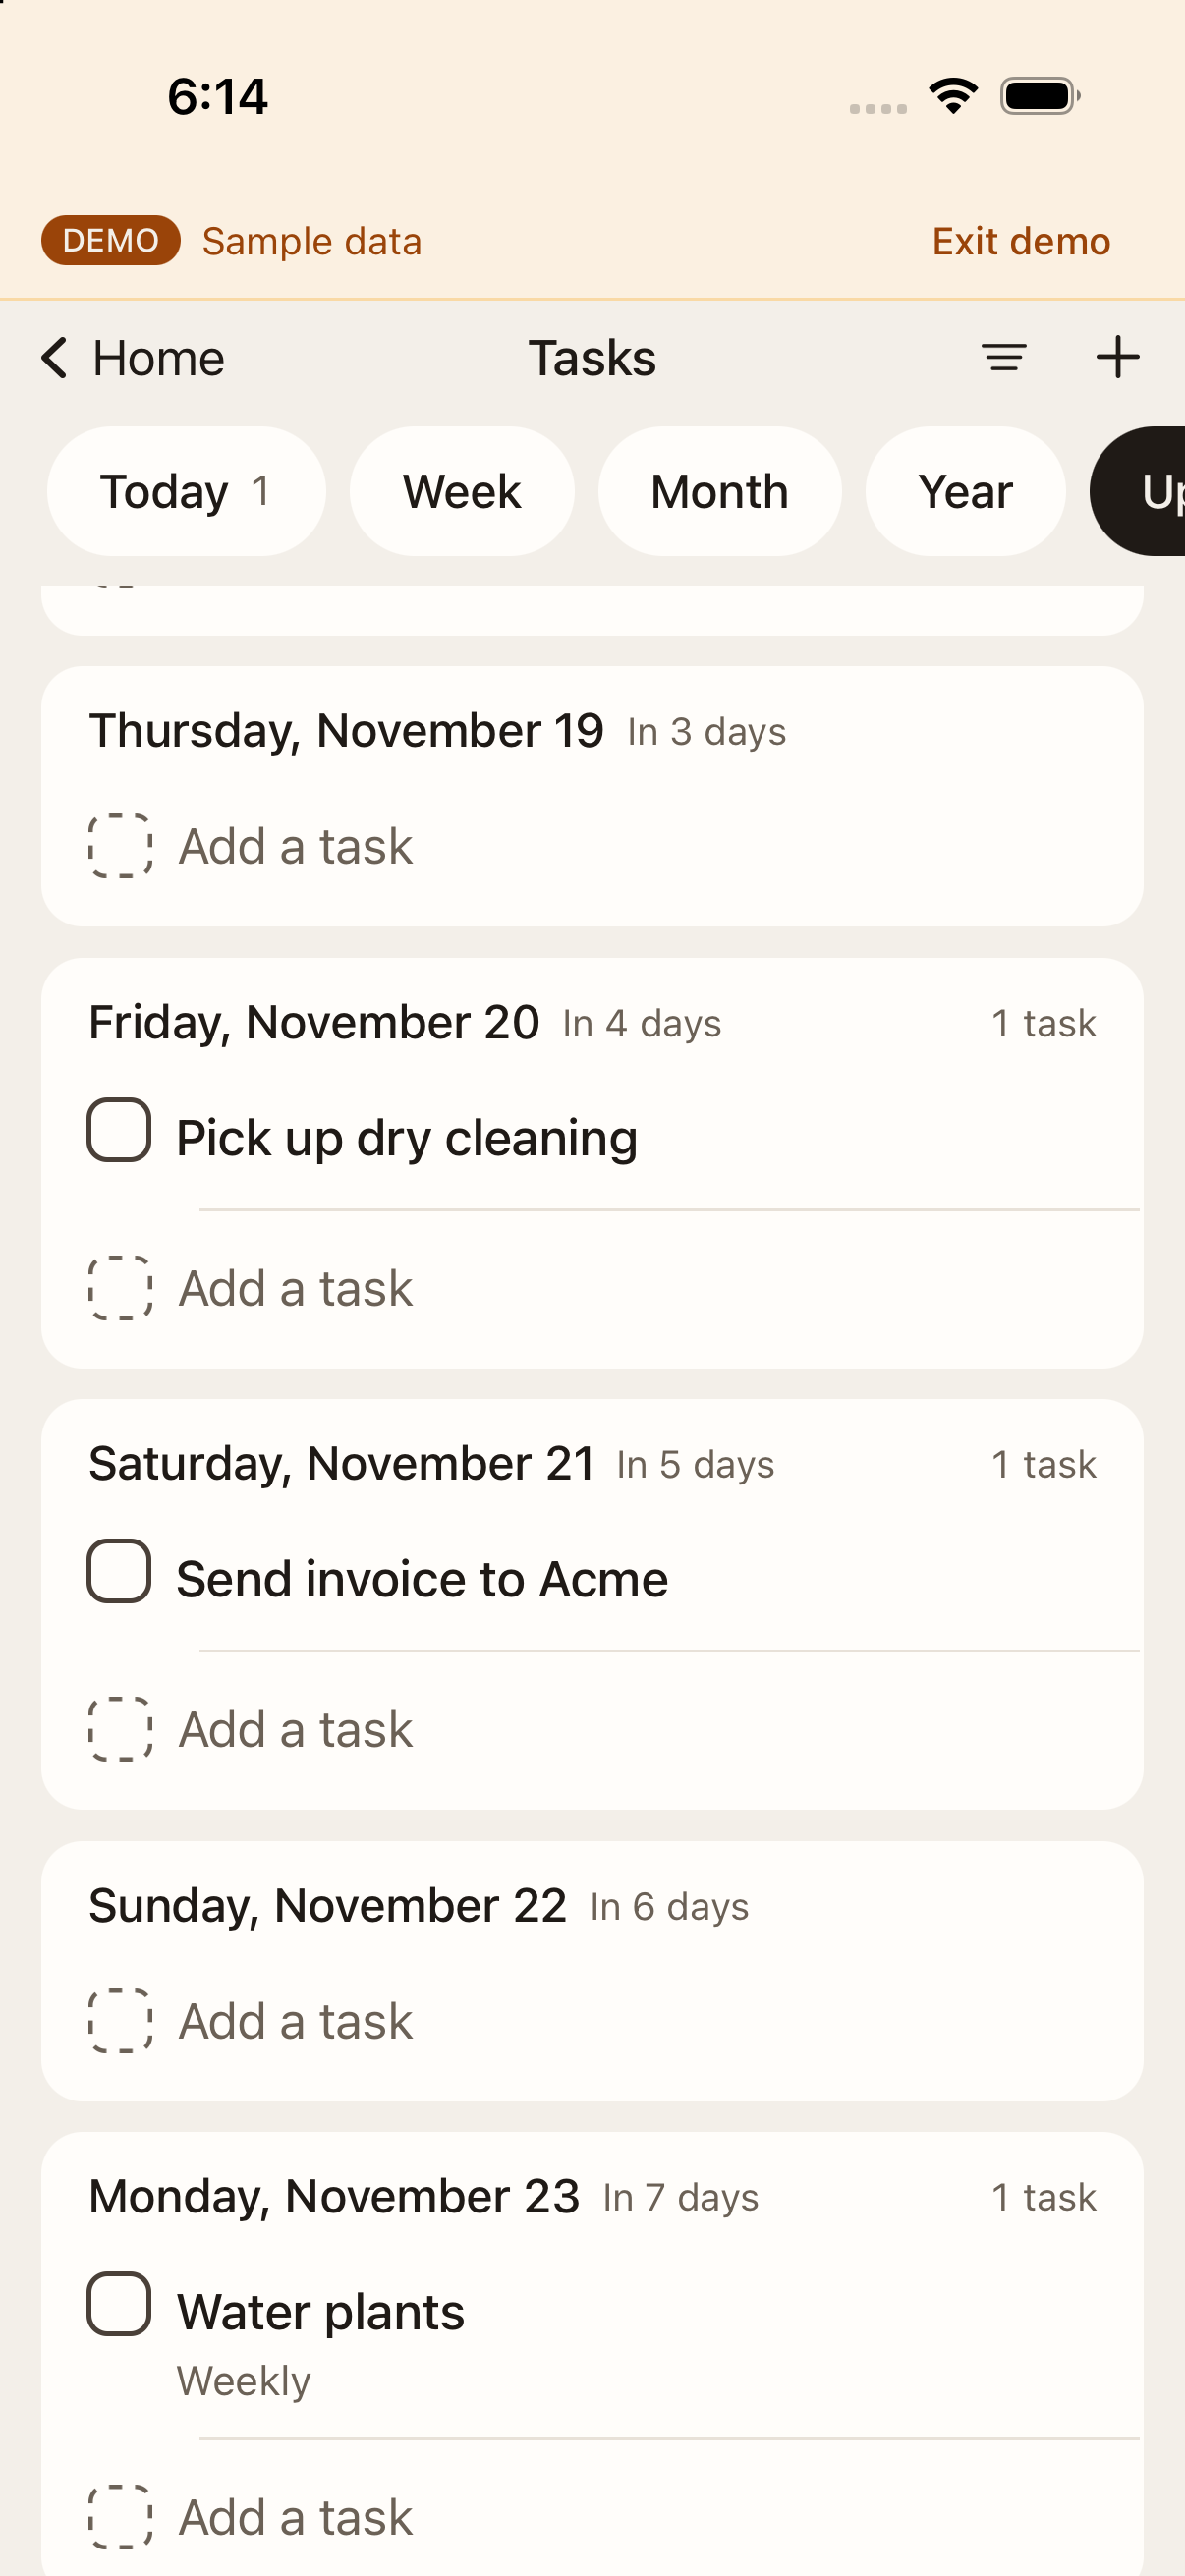 6:14
DEMO Sample data Exit demo
Home Tasks
Today 1 Week Month Year
Thursday, November 19 In 3 days
Add a task
Friday, November 20 In 4 days 1 task
Pick up dry cleaning
Add a task
Saturday, November 21 In 5 days 1 task
Send invoice to Acme
Add a task
Sunday, November 22 In 6 days
Add a task
Monday, November 23 In 7 days 1 task
Water plants
Weekly
Add a task